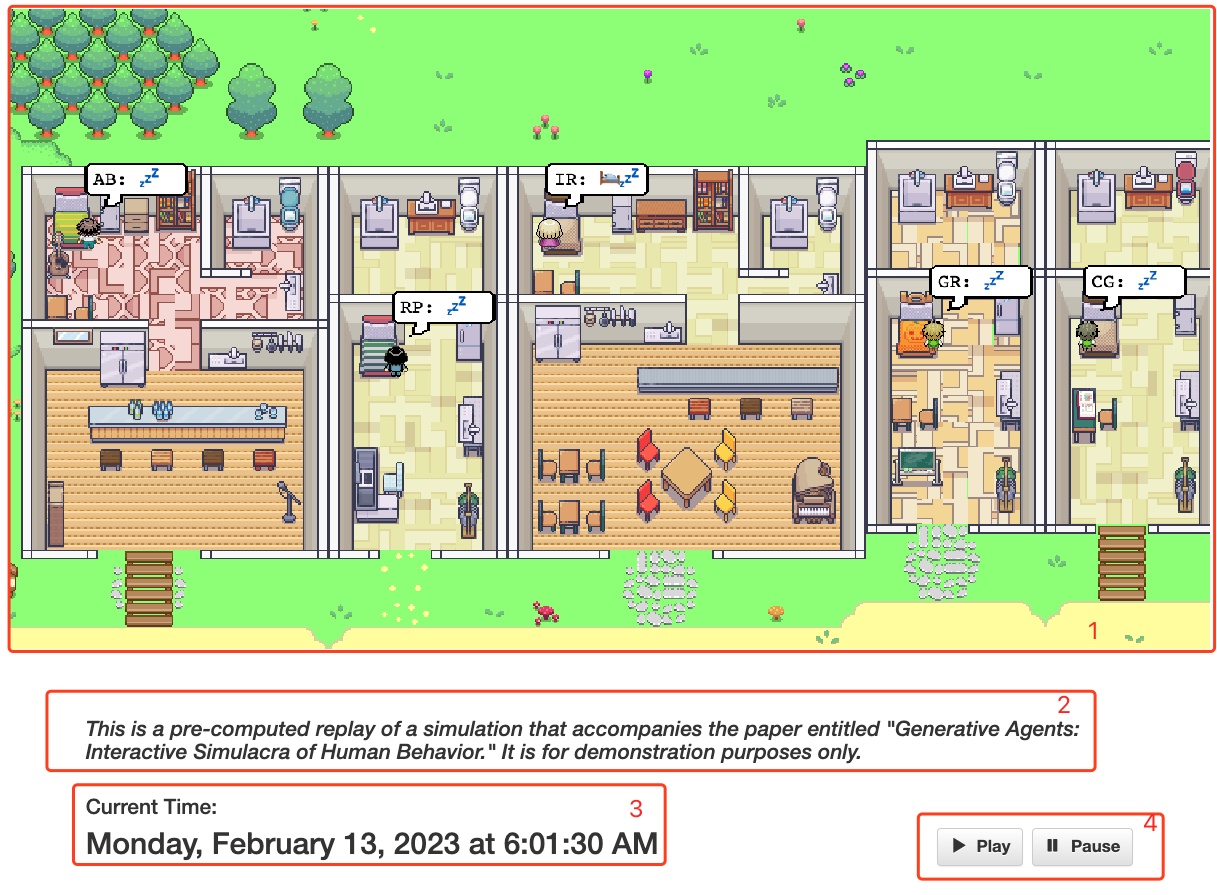 AB: zzZ
IR: zzZ
GR: zzZ
CG: zzZ
RP: zzZ
1
2
This is a pre-computed replay of a simulation that accompanies the paper entitled "Generative Agents:
Interactive Simulacra of Human Behavior." It is for demonstration purposes only.
Current Time:
3
Monday, February 13, 2023 at 6:01:30 AM
4
Play
Pause